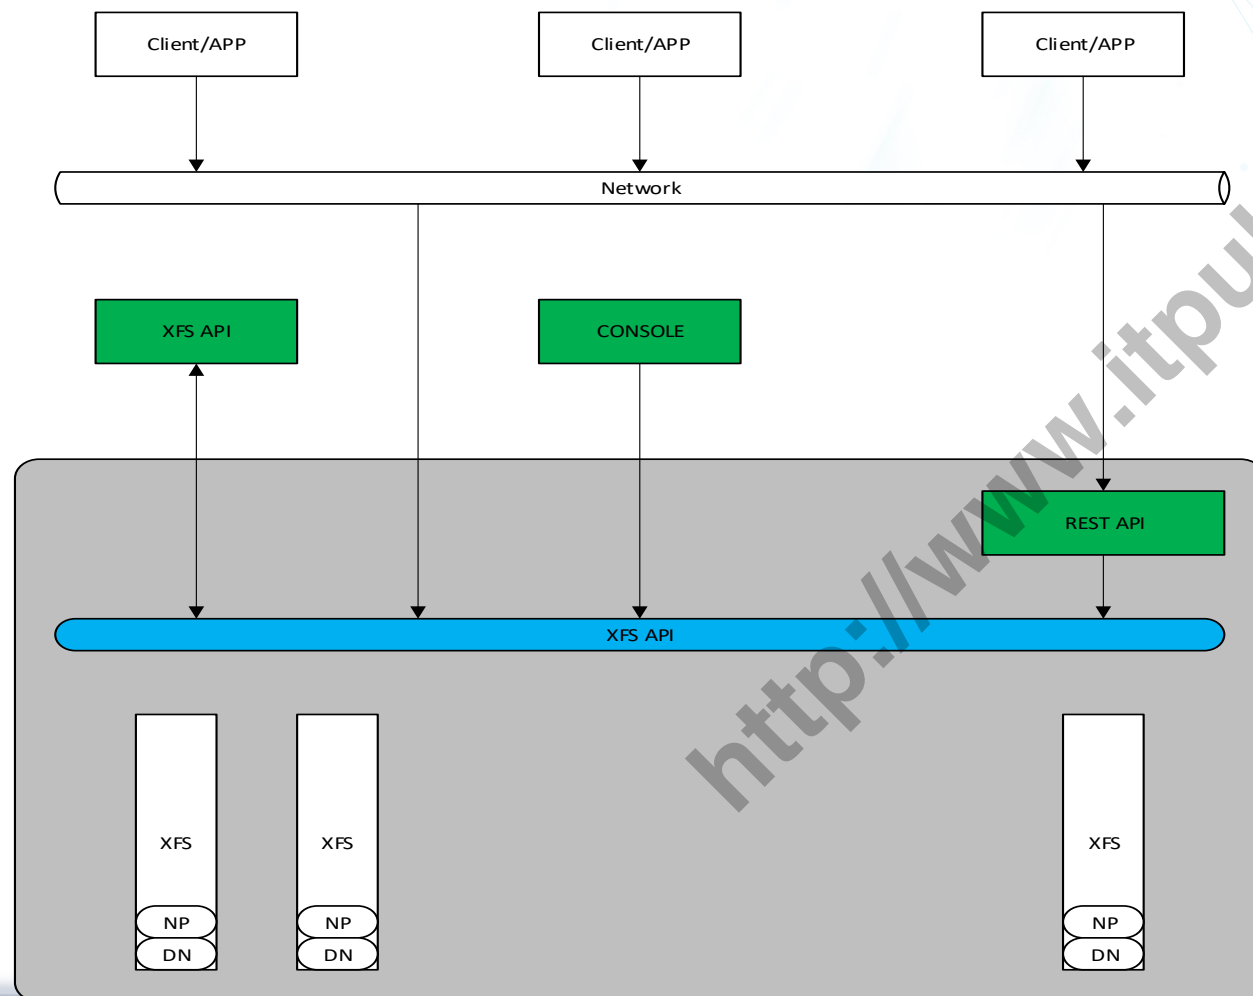 Client/APP
Client/APP
Client/APP
Network
XFS API
CONSOLE
REST API
XFS API
XFS
XFS
XFS
NP
NP
NP
DN
DN
DN
http://www.itpu